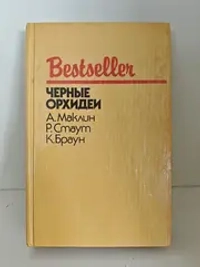 Bestseller
ЧЕРНЫЕ
ОРХИДЕИ
А. Маклин
Р. Стаут
К. Браун